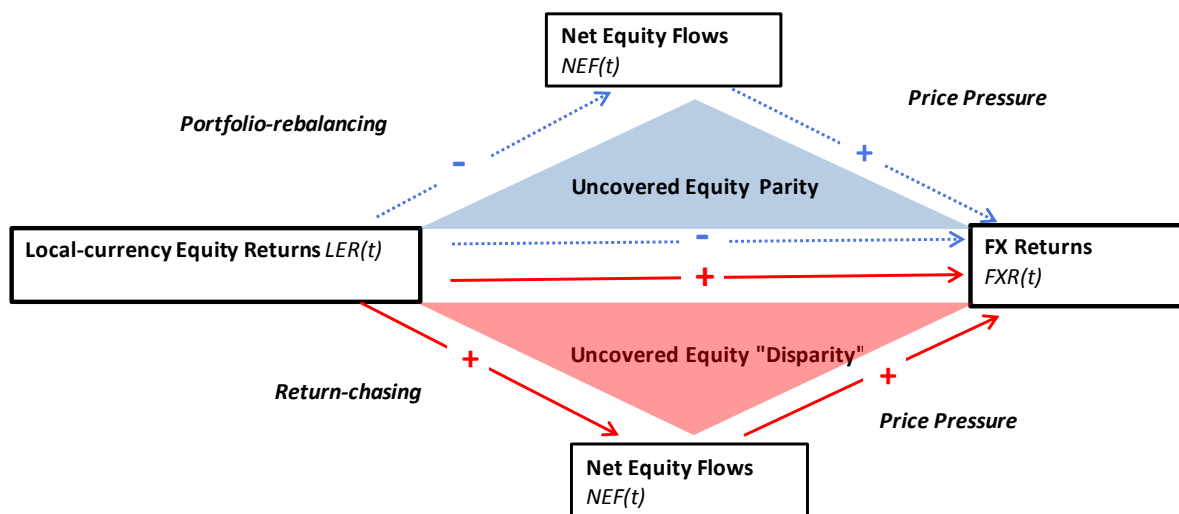 Net Equity Flows
NEF(t)
Price Pressure
Portfolio-rebalancing
-
+
Uncovered Equity Parity
Local-currency Equity Returns LER(t)
-
FX Returns
FXR(t)
+
Uncovered Equity "Disparity"
+
+
Return-chasing
Price Pressure
Net Equity Flows
NEF(t)